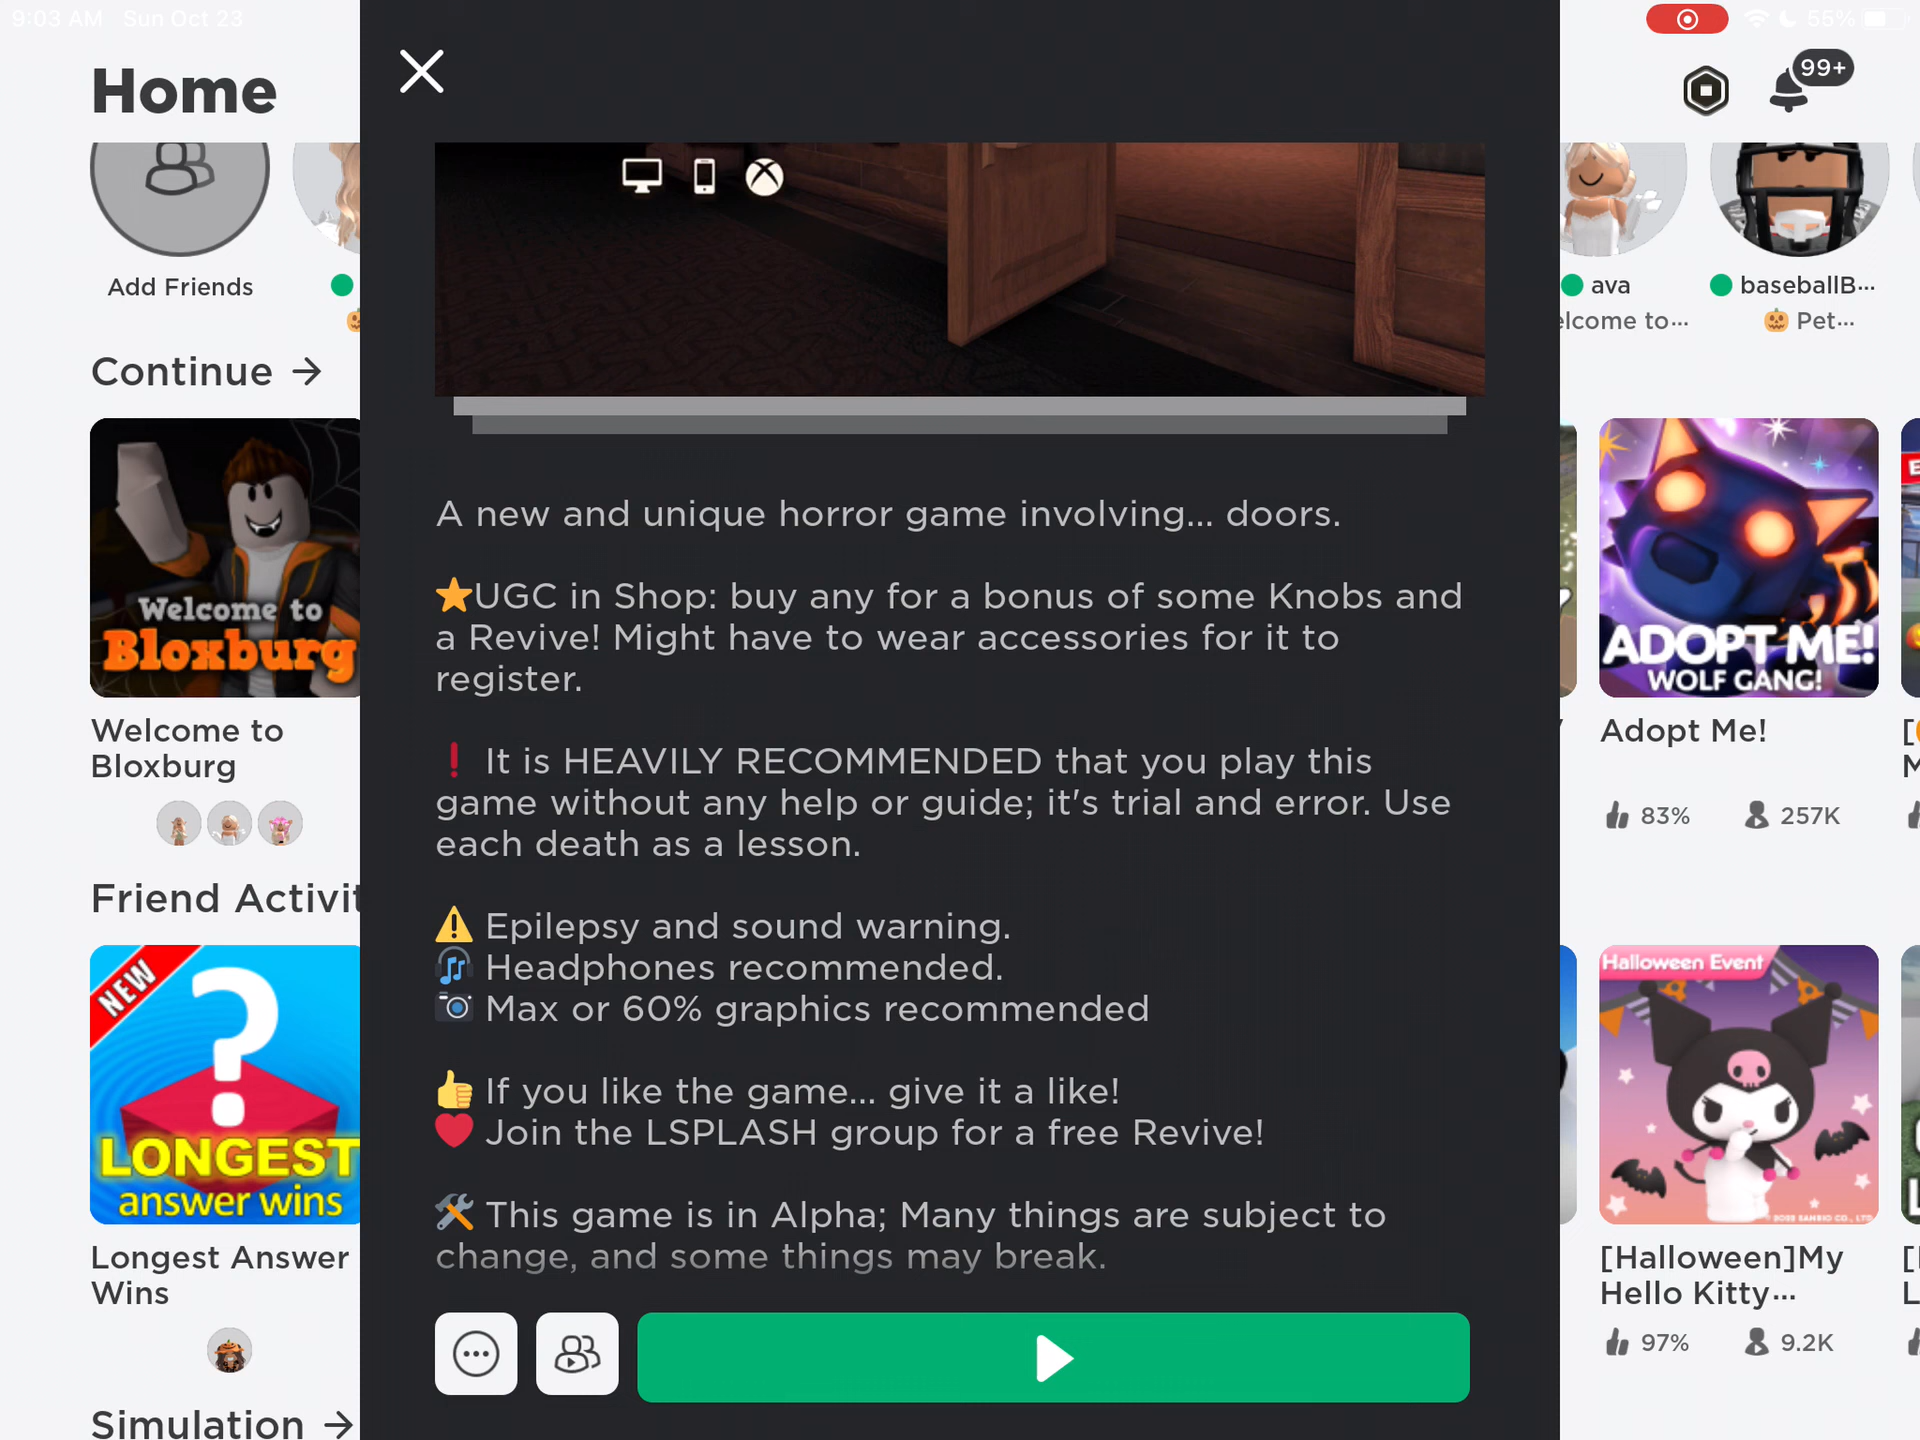 9:03 AM Sun Oct 23
55%
Home
99+
Add Friends
ava
elcome to...
baseballB...
🎃 Pet...
Continue →
Welcome to
Bloxburg
Welcome to
Bloxburg
Friend Activit
NEW
?
LONGEST
answer wins
Longest Answer
Wins
Simulation →
A new and unique horror game involving... doors.
⭐UGC in Shop: buy any for a bonus of some Knobs and
a Revive! Might have to wear accessories for it to
register.
❗ It is HEAVILY RECOMMENDED that you play this
game without any help or guide; it's trial and error. Use
each death as a lesson.
⚠️ Epilepsy and sound warning.
🎧 Headphones recommended.
📷 Max or 60% graphics recommended
👍 If you like the game... give it a like!
❤️ Join the LSPLASH group for a free Revive!
🛠️ This game is in Alpha; Many things are subject to
change, and some things may break.
ADOPT ME!
WOLF GANG!
Adopt Me!
83% 257K
Halloween Event
[Halloween]My
Hello Kitty...
97% 9.2K